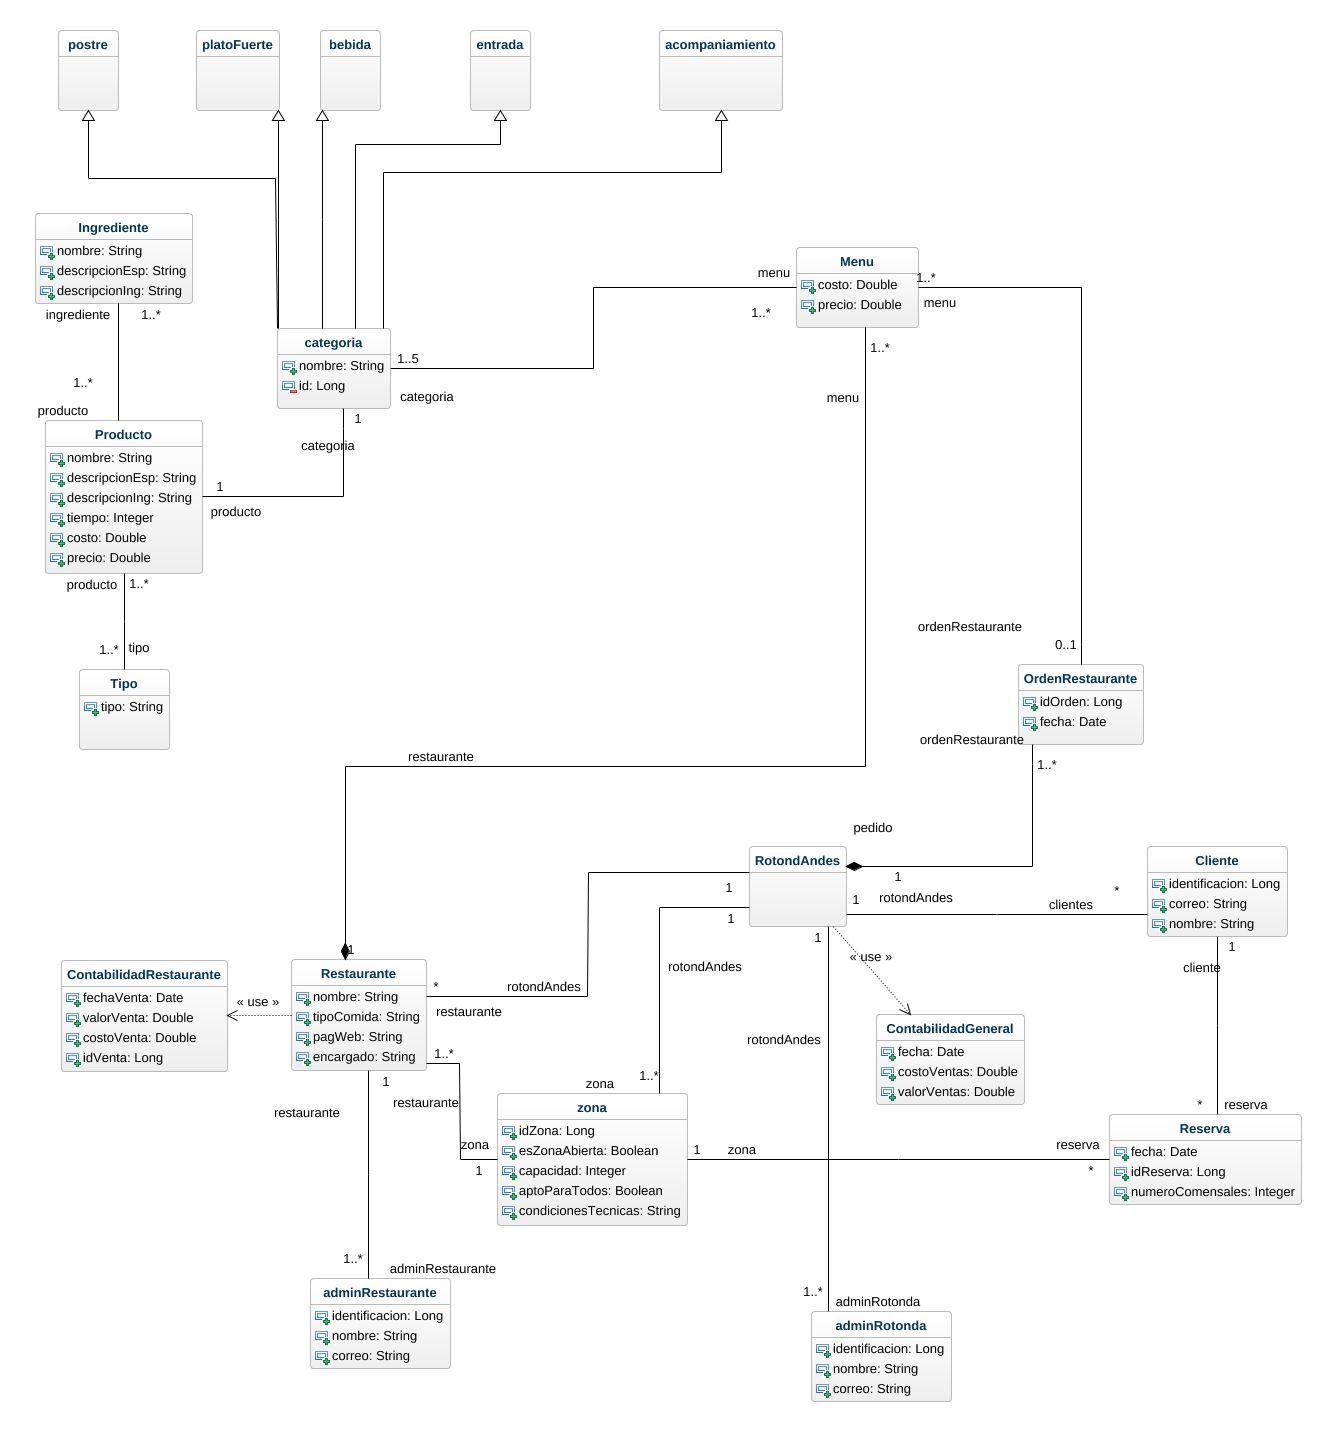 postre
platoFuerte
bebida
entrada
acompaniamiento
Ingrediente
nombre: String
descripcionEsp: String
descripcionIng: String
ingrediente
1..*
1..*
producto
Menu
costo: Double
precio: Double
menu
1..*
1..*
menu
1..*
menu
categoria
nombre: String
id: Long
1..5
categoria
1
categoria
Producto
nombre: String
descripcionEsp: String
descripcionIng: String
tiempo: Integer
costo: Double
precio: Double
1
producto
producto
1..*
1..*
tipo
Tipo
tipo: String
ordenRestaurante
0..1
OrdenRestaurante
idOrden: Long
fecha: Date
ordenRestaurante
1..*
restaurante
pedido
RotondAndes
1
1
1
rotondAndes
1
1
clientes
*
Cliente
identificacion: Long
correo: String
nombre: String
1
cliente
« use »
rotondAndes
1
ContabilidadRestaurante
fechaVenta: Date
valorVenta: Double
costoVenta: Double
idVenta: Long
« use »
Restaurante
nombre: String
tipoComida: String
pagWeb: String
encargado: String
*
rotondAndes
restaurante
1..*
1
restaurante
restaurante
ContabilidadGeneral
fecha: Date
costoVentas: Double
valorVentas: Double
rotondAndes
1..*
zona
zona
idZona: Long
esZonaAbierta: Boolean
capacidad: Integer
aptoParaTodos: Boolean
condicionesTecnicas: String
zona
1
1
zona
*
reserva
reserva
*
Reserva
fecha: Date
idReserva: Long
numeroComensales: Integer
1..*
adminRestaurante
adminRestaurante
identificacion: Long
nombre: String
correo: String
1..*
adminRotonda
adminRotonda
identificacion: Long
nombre: String
correo: String